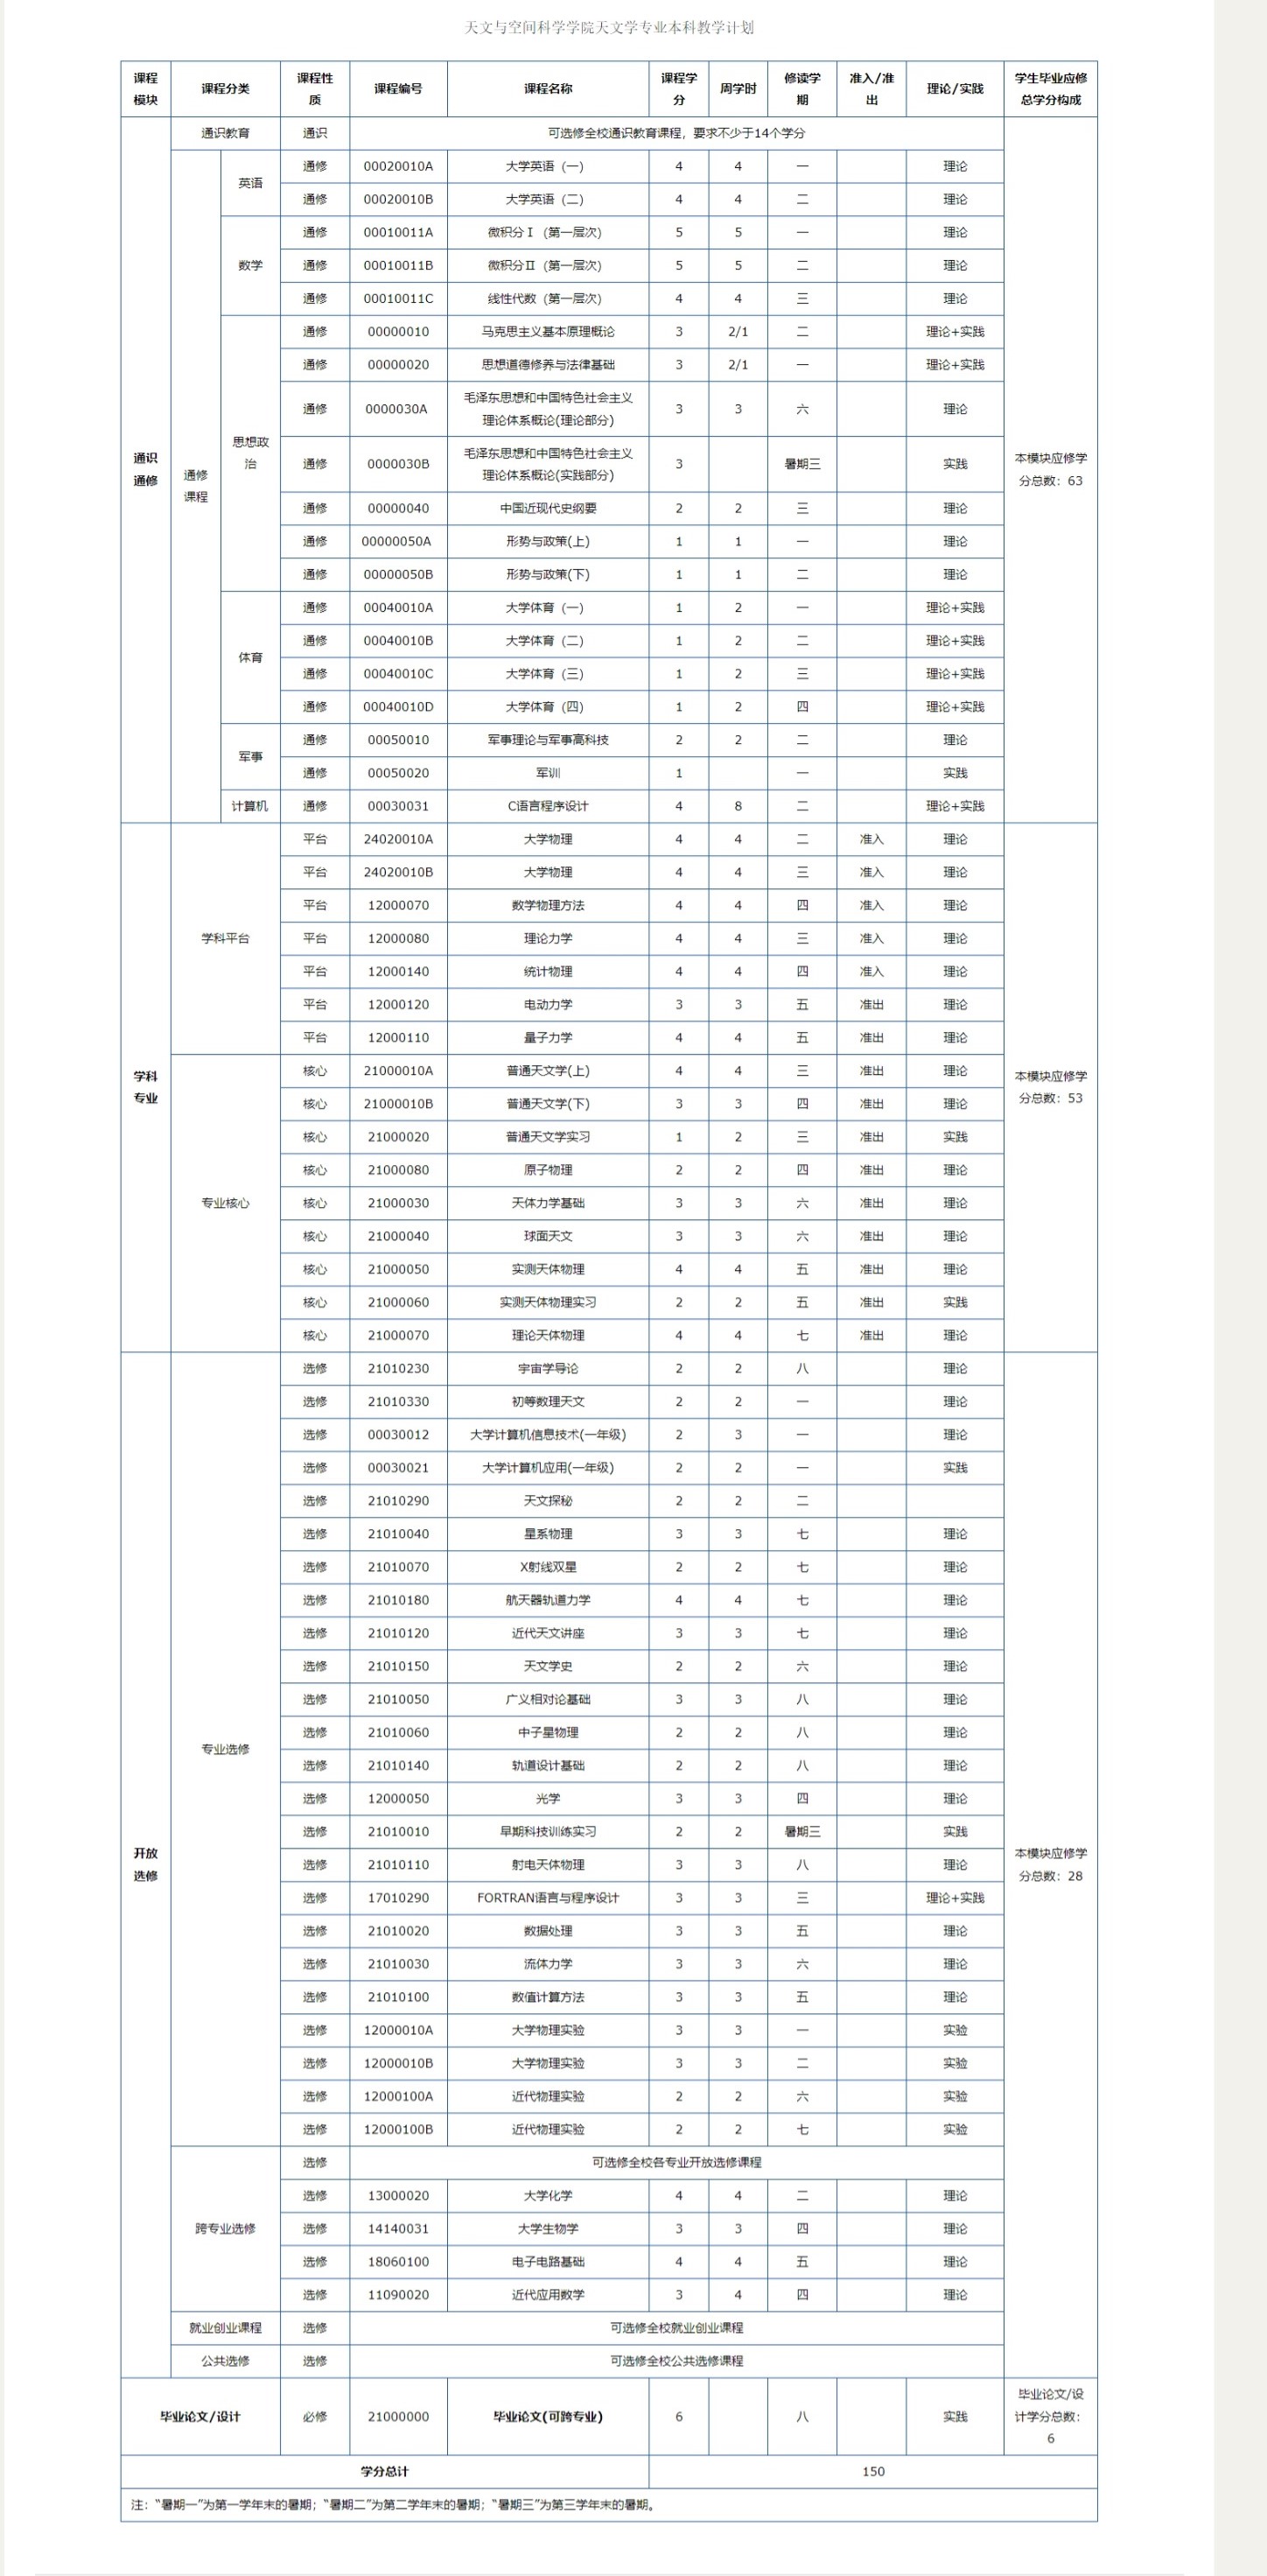 天文与空间科学学院天文学专业本科教学计划
课程模块 课程分类 课程性质 课程编号 课程名称 课程学分 周学时 修读学期 准入/准出 理论/实践 学生毕业应修总学分构成
通识通修 通识教育 通识 可选修全校通识教育课程，要求不少于14个学分 本模块应修学分总数：63
通修课程 英语 通修 00020010A 大学英语（一） 4 4 一 理论
通修 00020010B 大学英语（二） 4 4 二 理论
数学 通修 00010011A 微积分Ⅰ（第一层次） 5 5 一 理论
通修 00010011B 微积分Ⅱ（第一层次） 5 5 二 理论
通修 00010011C 线性代数（第一层次） 4 4 三 理论
思想政治 通修 00000010 马克思主义基本原理概论 3 2/1 二 理论+实践
通修 00000020 思想道德修养与法律基础 3 2/1 一 理论+实践
通修 0000030A 毛泽东思想和中国特色社会主义理论体系概论(理论部分) 3 3 六 理论
通修 0000030B 毛泽东思想和中国特色社会主义理论体系概论(实践部分) 3 暑期三 实践
通修 00000040 中国近现代史纲要 2 2 三 理论
通修 00000050A 形势与政策(上) 1 1 一 理论
通修 00000050B 形势与政策(下) 1 1 二 理论
体育 通修 00040010A 大学体育（一） 1 2 一 理论+实践
通修 00040010B 大学体育（二） 1 2 二 理论+实践
通修 00040010C 大学体育（三） 1 2 三 理论+实践
通修 00040010D 大学体育（四） 1 2 四 理论+实践
军事 通修 00050010 军事理论与军事高科技 2 2 二 理论
通修 00050020 军训 1 一 实践
计算机 通修 00030031 C语言程序设计 4 8 二 理论+实践
学科专业 学科平台 平台 24020010A 大学物理 4 4 二 准入 理论 本模块应修学分总数：53
平台 24020010B 大学物理 4 4 三 准入 理论
平台 12000070 数学物理方法 4 4 四 准入 理论
平台 12000080 理论力学 4 4 三 准入 理论
平台 12000140 统计物理 4 4 四 准入 理论
平台 12000120 电动力学 3 3 五 准出 理论
平台 12000110 量子力学 4 4 五 准出 理论
专业核心 核心 21000010A 普通天文学(上) 4 4 三 准出 理论
核心 21000010B 普通天文学(下) 3 3 四 准出 理论
核心 21000020 普通天文学实习 1 2 三 准出 实践
核心 21000080 原子物理 2 2 四 准出 理论
核心 21000030 天体力学基础 3 3 六 准出 理论
核心 21000040 球面天文 3 3 六 准出 理论
核心 21000050 实测天体物理 4 4 五 准出 理论
核心 21000060 实测天体物理实习 2 2 五 准出 实践
核心 21000070 理论天体物理 4 4 七 准出 理论
开放选修 专业选修 选修 21010230 宇宙学导论 2 2 八 理论 本模块应修学分总数：28
选修 21010330 初等数理天文 2 2 一 理论
选修 00030012 大学计算机信息技术(一年级) 2 3 一 理论
选修 00030021 大学计算机应用(一年级) 2 2 一 实践
选修 21010290 天文探秘 2 2 二
选修 21010040 星系物理 3 3 七 理论
选修 21010070 X射线双星 2 2 七 理论
选修 21010180 航天器轨道力学 4 4 七 理论
选修 21010120 近代天文讲座 3 3 七 理论
选修 21010150 天文学史 2 2 六 理论
选修 21010050 广义相对论基础 3 3 八 理论
选修 21010060 中子星物理 2 2 八 理论
选修 21010140 轨道设计基础 2 2 八 理论
选修 12000050 光学 3 3 四 理论
选修 21010010 早期科技训练实习 2 2 暑期三 实践
选修 21010110 射电天体物理 3 3 八 理论
选修 17010290 FORTRAN语言与程序设计 3 3 三 理论+实践
选修 21010020 数据处理 3 3 五 理论
选修 21010030 流体力学 3 3 六 理论
选修 21010100 数值计算方法 3 3 五 理论
选修 12000010A 大学物理实验 3 3 一 实验
选修 12000010B 大学物理实验 3 3 二 实验
选修 12000100A 近代物理实验 2 2 六 实验
选修 12000100B 近代物理实验 2 2 七 实验
跨专业选修 选修 可选修全校各专业开放选修课程
选修 13000020 大学化学 4 4 二 理论
选修 14140031 大学生物学 3 3 四 理论
选修 18060100 电子电路基础 4 4 五 理论
选修 11090020 近代应用数学 3 4 四 理论
就业创业课程 选修 可选修全校就业创业课程
公共选修 选修 可选修全校公共选修课程
毕业论文/设计 必修 21000000 毕业论文(可跨专业) 6 八 实践 毕业论文/设计学分总数：6
学分总计 150
注：“暑期一”为第一学年末的暑期；“暑期二”为第二学年末的暑期；“暑期三”为第三学年末的暑期。